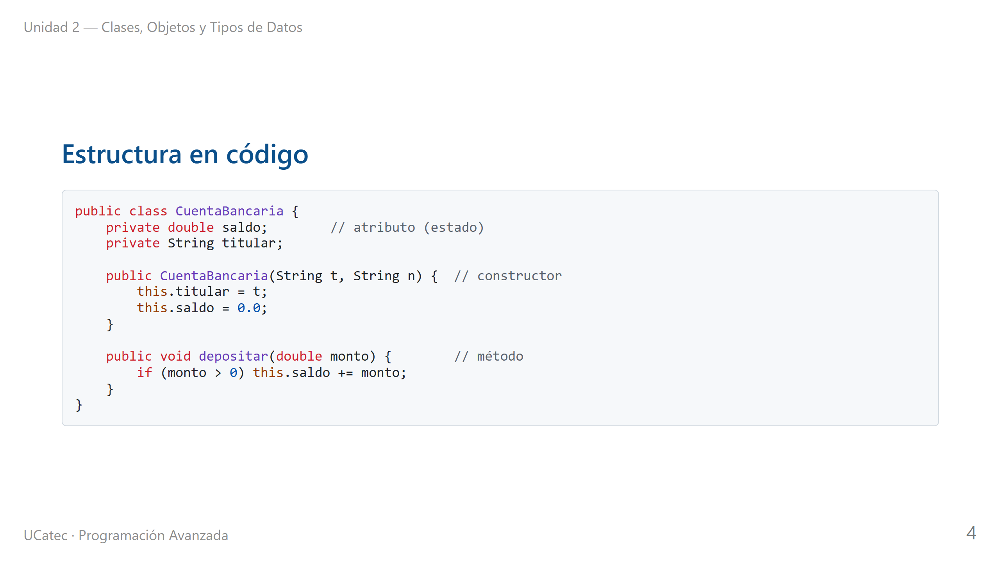 Unidad 2 — Clases, Objetos y Tipos de Datos
Estructura en código
public class CuentaBancaria {
    private double saldo;        // atributo (estado)
    private String titular;

    public CuentaBancaria(String t, String n) {  // constructor
        this.titular = t;
        this.saldo = 0.0;
    }

    public void depositar(double monto) {        // método
        if (monto > 0) this.saldo += monto;
    }
}
UCatec · Programación Avanzada
4